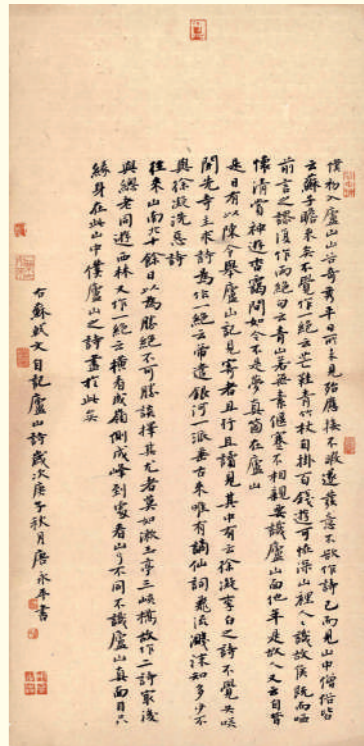 僕初入廬山山谷奇秀平日所未見殆應接不暇遂發意不欲作詩已而見山中僧俗皆
云蘇子瞻來矣不覺作一絕云芒鞋青竹杖自掛百錢遊可怪深山裡人〻識故侯既而哂
前言之謬復作兩絕句云青山若無素偃蹇不相親要識廬山面他年是故人又云自昔
懷清賞神遊杳靄間如今不是夢真箇在廬山
是日有以陳令舉廬山記見寄者且行且讀見其中有云徐凝李白之詩不覺失笑
開先寺主求詩為作一絕云帝遣銀河一派垂古來唯有謫仙詞飛流濺沫知多少不
與徐凝洗惡詩
往來山南北十餘日以為勝絕不可勝談擇其尤者莫如漱玉亭三峽橋故作二詩最後
與總老同遊西林又作一絕云橫看成嶺側成峰到處看山了不同不識廬山真面目只
緣身在此山中僕廬山之詩盡於此矣
右蘇軾文自記廬山詩歲次庚子秋月唐永平書